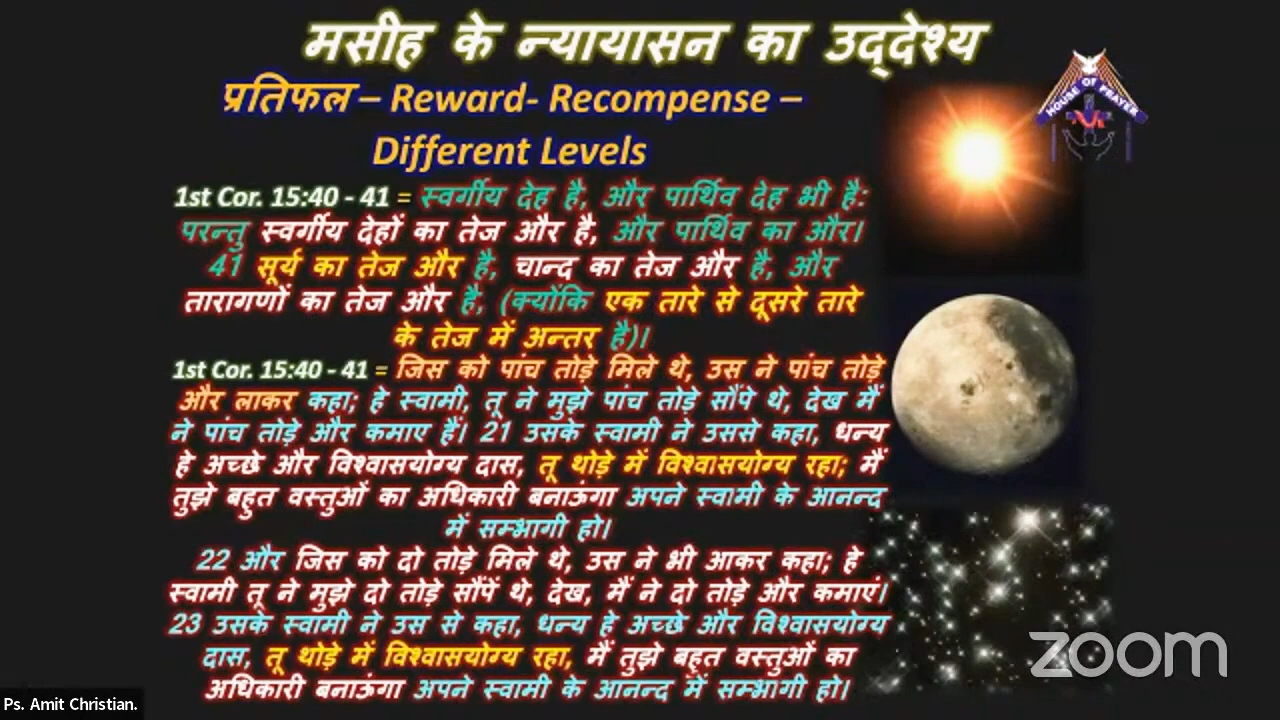 मसीह के न्यायासन का उद्देश्य
प्रतिफल – Reward- Recompense –
Different Levels
HOUSE OF PRAYER
1st Cor. 15:40 - 41 = स्वर्गीय देह है, और पार्थिव देह भी है:
परन्तु स्वर्गीय देहों का तेज और है, और पार्थिव का और।
41 सूर्य का तेज और है, चान्द का तेज और है, और
तारागणों का तेज और है, (क्योंकि एक तारे से दूसरे तारे
के तेज में अन्तर है)।
1st Cor. 15:40 - 41 = जिस को पांच तोड़े मिले थे, उस ने पांच तोड़े
और लाकर कहा; हे स्वामी, तू ने मुझे पांच तोड़े सौंपे थे, देख मैं
ने पांच तोड़े और कमाए हैं। 21 उसके स्वामी ने उससे कहा, धन्य
हे अच्छे और विश्वासयोग्य दास, तू थोड़े में विश्वासयोग्य रहा; मैं
तुझे बहुत वस्तुओं का अधिकारी बनाऊंगा अपने स्वामी के आनन्द
में सम्भागी हो।
22 और जिस को दो तोड़े मिले थे, उस ने भी आकर कहा; हे
स्वामी तू ने मुझे दो तोड़े सौंपें थे, देख, मैं ने दो तोड़े और कमाएं।
23 उसके स्वामी ने उस से कहा, धन्य हे अच्छे और विश्वासयोग्य
दास, तू थोड़े में विश्वासयोग्य रहा, मैं तुझे बहुत वस्तुओं का
अधिकारी बनाऊंगा अपने स्वामी के आनन्द में सम्भागी हो।
zoom
Ps. Amit Christian.